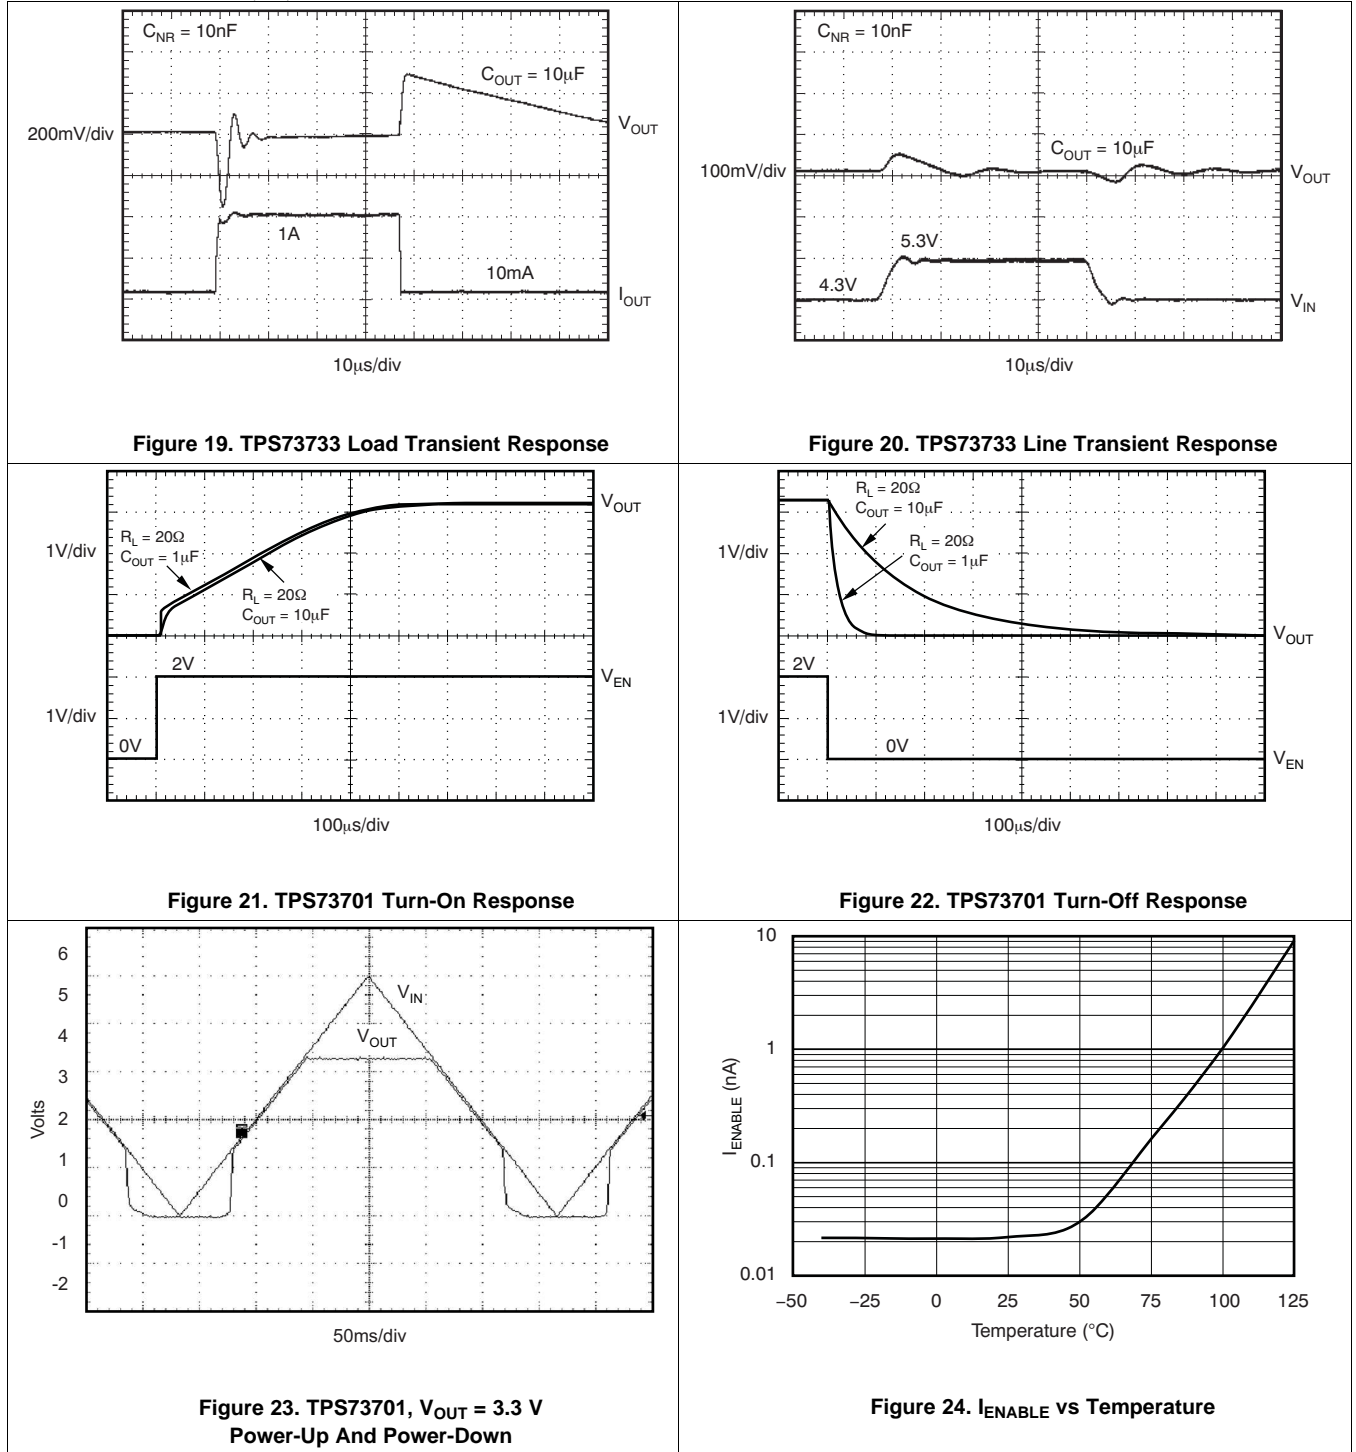 C_NR = 10nF
C_OUT = 10μF
200mV/div
V_OUT
1A
10mA
I_OUT
10μs/div
Figure 19. TPS73733 Load Transient Response
C_NR = 10nF
C_OUT = 10μF
100mV/div
V_OUT
5.3V
4.3V
V_IN
10μs/div
Figure 20. TPS73733 Line Transient Response
V_OUT
R_L = 20Ω
C_OUT = 1μF
1V/div
R_L = 20Ω
C_OUT = 10μF
2V
V_EN
1V/div
0V
100μs/div
Figure 21. TPS73701 Turn-On Response
R_L = 20Ω
C_OUT = 10μF
R_L = 20Ω
C_OUT = 1μF
1V/div
V_OUT
2V
1V/div
0V
V_EN
100μs/div
Figure 22. TPS73701 Turn-Off Response
6
5
4
3
2
1
0
-1
-2
Volts
V_IN
V_OUT
50ms/div
Figure 23. TPS73701, V_OUT = 3.3 V
Power-Up And Power-Down
10
1
0.1
0.01
I_ENABLE (nA)
−50 −25 0 25 50 75 100 125
Temperature (°C)
Figure 24. I_ENABLE vs Temperature